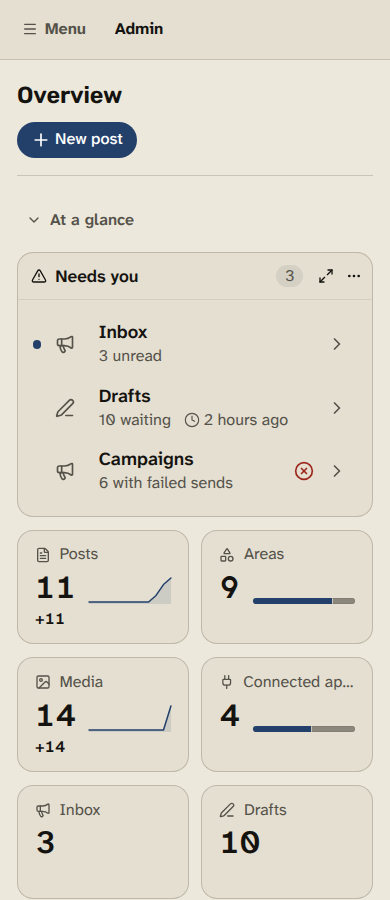 Menu Admin
Overview
New post
At a glance
Needs you 3
Inbox
3 unread
Drafts
10 waiting 2 hours ago
Campaigns
6 with failed sends
Posts
11
+11
Areas
9
Media
14
+14
Connected ap...
4
Inbox
3
Drafts
10